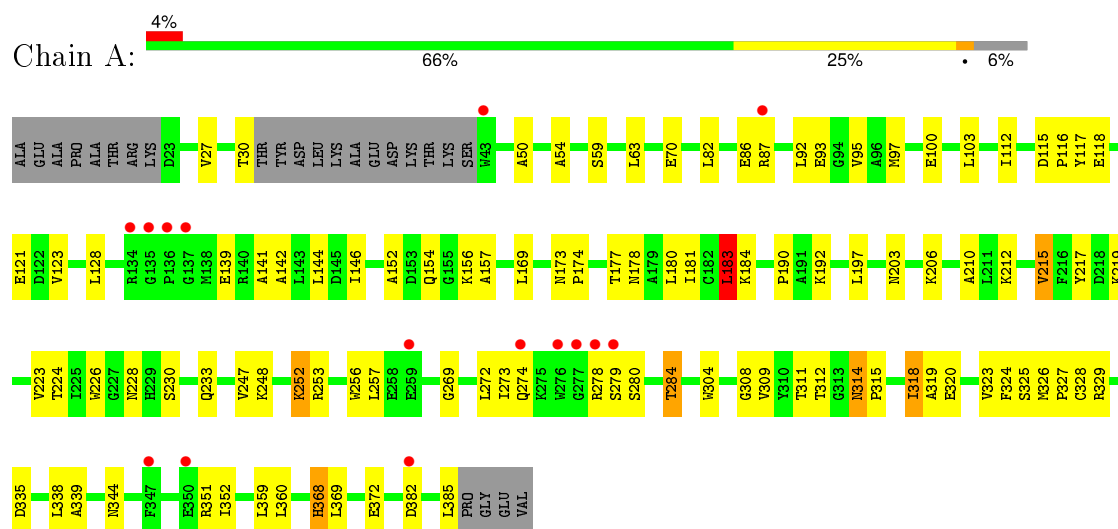 4%
Chain A:
66% 25% • 6%
ALA GLU ALA PRO ALA THR ARG LYS D23 V27 T30 THR TYR ASP LEU LYS ALA GLU ASP LYS THR LYS SER W43 A50 A54 S59 L63 E70 L82 E86 R87 L92 E93 G94 V95 A96 M97 E100 L103 I112 D115 P116 Y117 E118
E121 D122 V123 L128 R134 G135 P136 G137 M138 E139 R140 A141 A142 L143 L144 D145 I146 A152 D153 Q154 G155 K156 A157 L169 N173 P174 T177 N178 A179 L180 I181 C182 L183 K184 P190 A191 K192 L197 N203 K206 A210 L211 K212 V215 F216 Y217 D218 K219
V223 T224 I225 W226 G227 N228 H229 S230 Q233 V247 K248 K252 R253 W256 L257 E258 E259 G269 L272 I273 Q274 K275 W276 G277 R278 S279 S280 T284 W304 G308 V309 Y310 T311 T312 G313 N314 P315 I318 A319 E320 V323 F324 S325 M326 P327 C328 R329
D335 L338 A339 N344 F347 E350 R351 I352 L359 L360 H368 L369 E372 D382 L385 PRO GLY GLU VAL